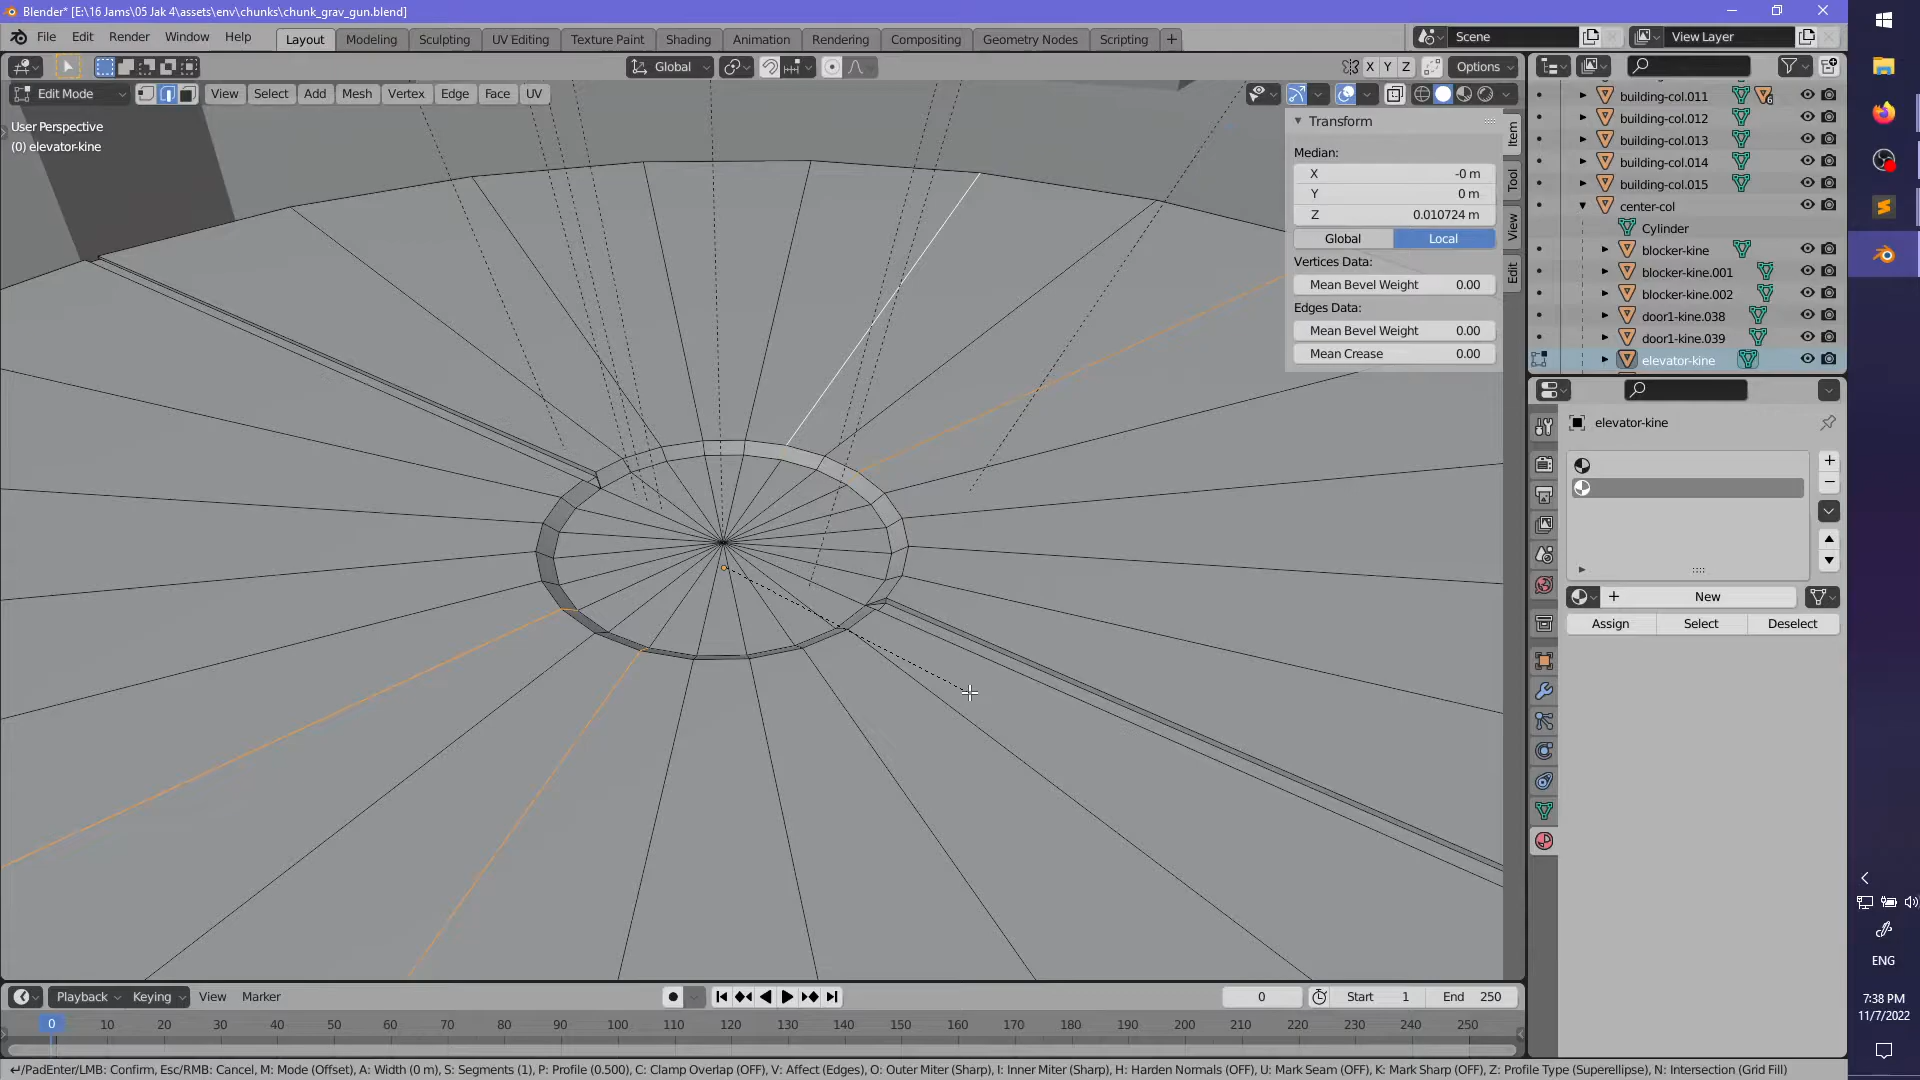 Blender* [E:\16 Jams\05 Jak 4\assets\env\chunks\chunk_grav_gun.blend]
File Edit Render Window Help Layout Modeling Sculpting UV Editing Texture Paint Shading Animation Rendering Compositing Geometry Nodes Scripting + Scene View Layer
Global X Y Z Options
Edit Mode View Select Add Mesh Vertex Edge Face UV
User Perspective
(0) elevator-kine
Transform
Median:
X -0 m
Y 0 m
Z 0.010724 m
Global Local
Vertices Data:
Mean Bevel Weight 0.00
Edges Data:
Mean Bevel Weight 0.00
Mean Crease 0.00
Item
Tool
View
Edit
building-col.011 6
building-col.012
building-col.013
building-col.014
building-col.015
center-col
Cylinder
blocker-kine
blocker-kine.001
blocker-kine.002
door1-kine.038
door1-kine.039
elevator-kine
elevator-kine
New
Assign Select Deselect
Playback Keying View Marker 0 Start 1 End 250
0 10 20 30 40 50 60 70 80 90 100 110 120 130 140 150 160 170 180 190 200 210 220 230 240 250
↵/PadEnter/LMB: Confirm, Esc/RMB: Cancel, M: Mode (Offset), A: Width (0 m), S: Segments (1), P: Profile (0.500), C: Clamp Overlap (OFF), V: Affect (Edges), O: Outer Miter (Sharp), I: Inner Miter (Sharp), H: Harden Normals (OFF), U: Mark Seam (OFF), K: Mark Sharp (OFF), Z: Profile Type (Superellipse), N: Intersection (Grid Fill)
ENG
7:38 PM
11/7/2022